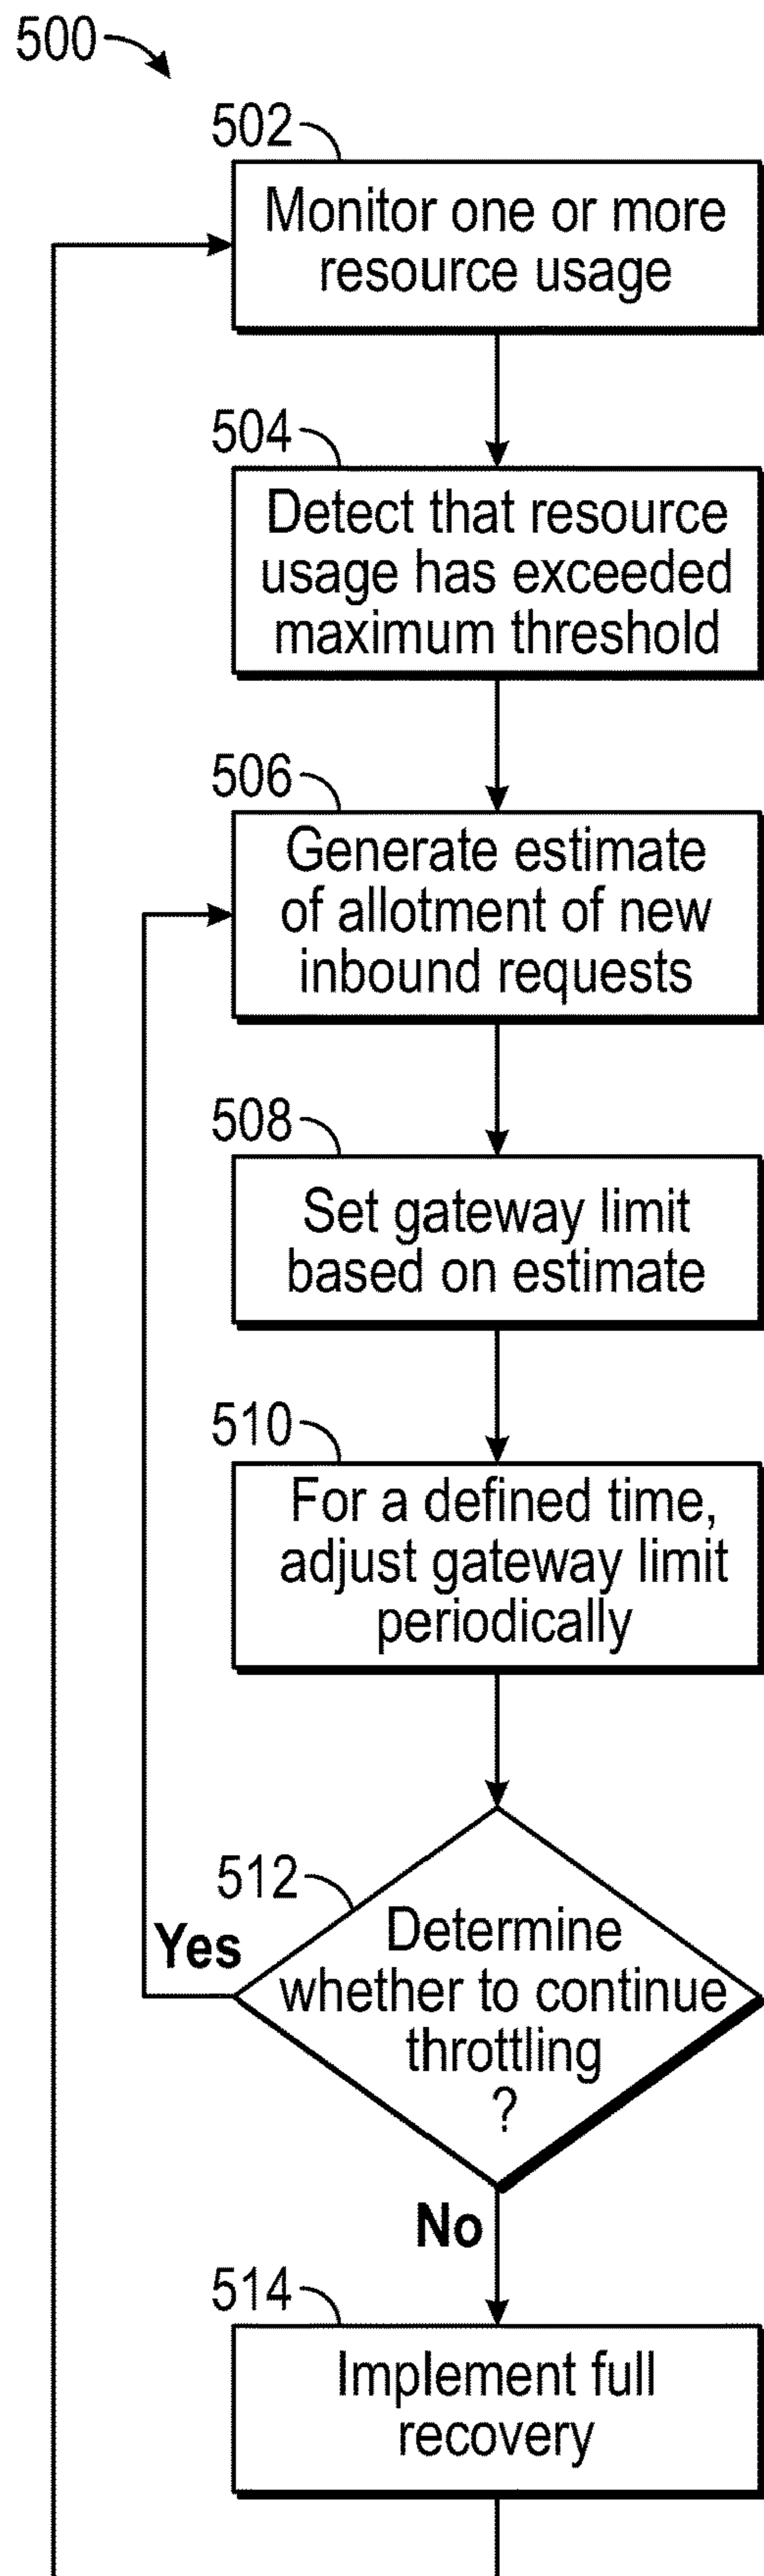 500
502
Monitor one or more
resource usage
504
Detect that resource
usage has exceeded
maximum threshold
506
Generate estimate
of allotment of new
inbound requests
508
Set gateway limit
based on estimate
510
For a defined time,
adjust gateway limit
periodically
512
Yes
Determine
whether to continue
throttling
?
No
514
Implement full
recovery